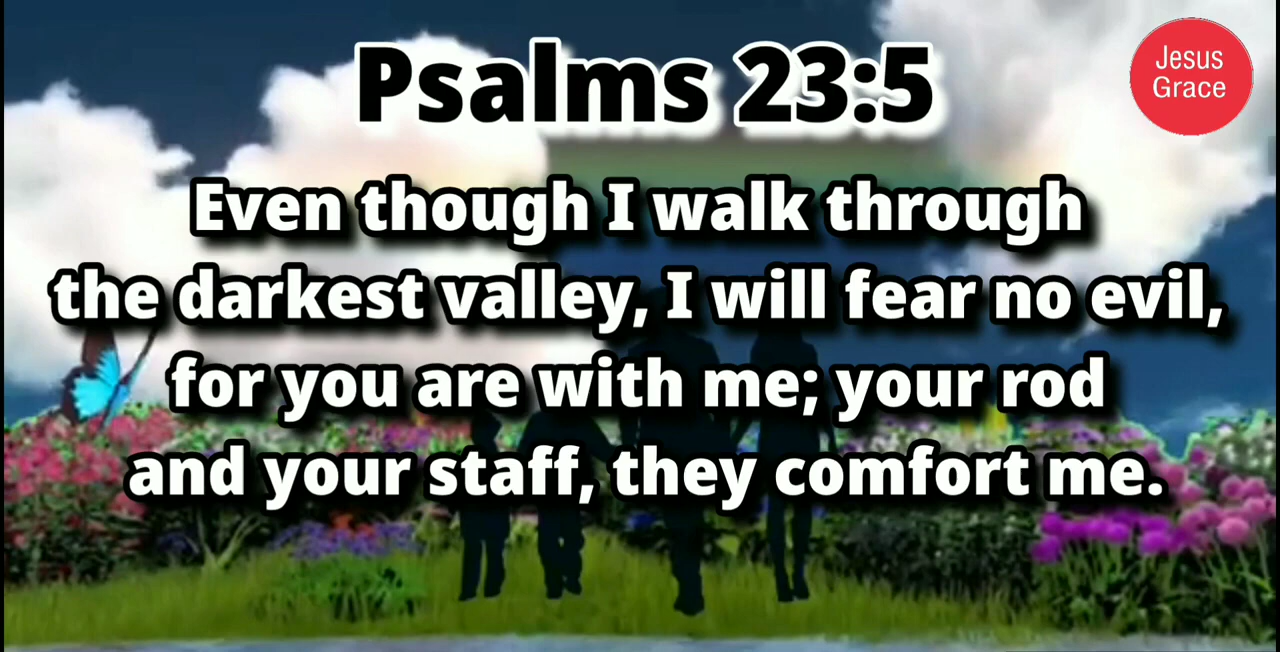 Psalms 23:5
Jesus
Grace
Even though I walk through
the darkest valley, I will fear no evil,
for you are with me; your rod
and your staff, they comfort me.